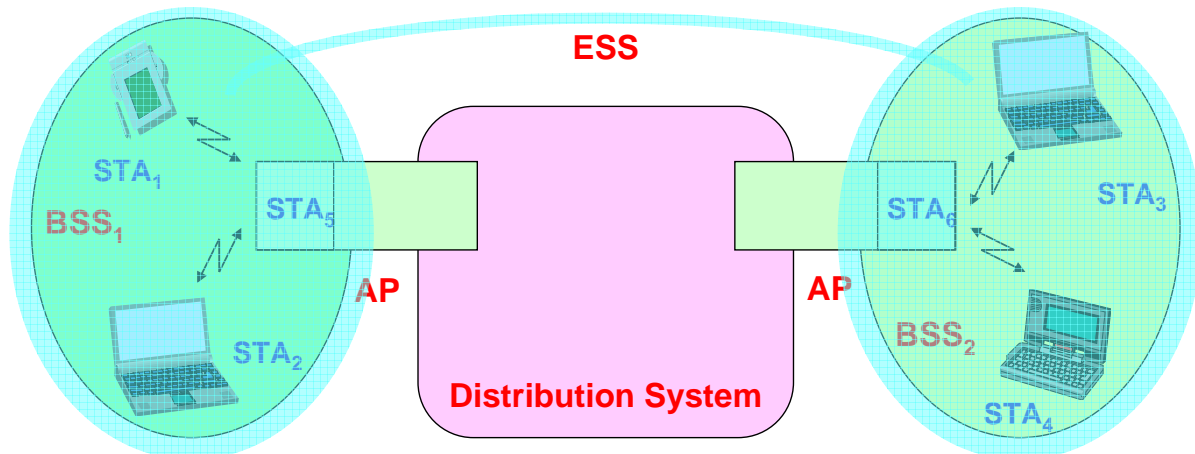 ESS
STA₁
STA₅
BSS₁
AP
STA₂
Distribution System
STA₃
STA₆
AP
BSS₂
STA₄